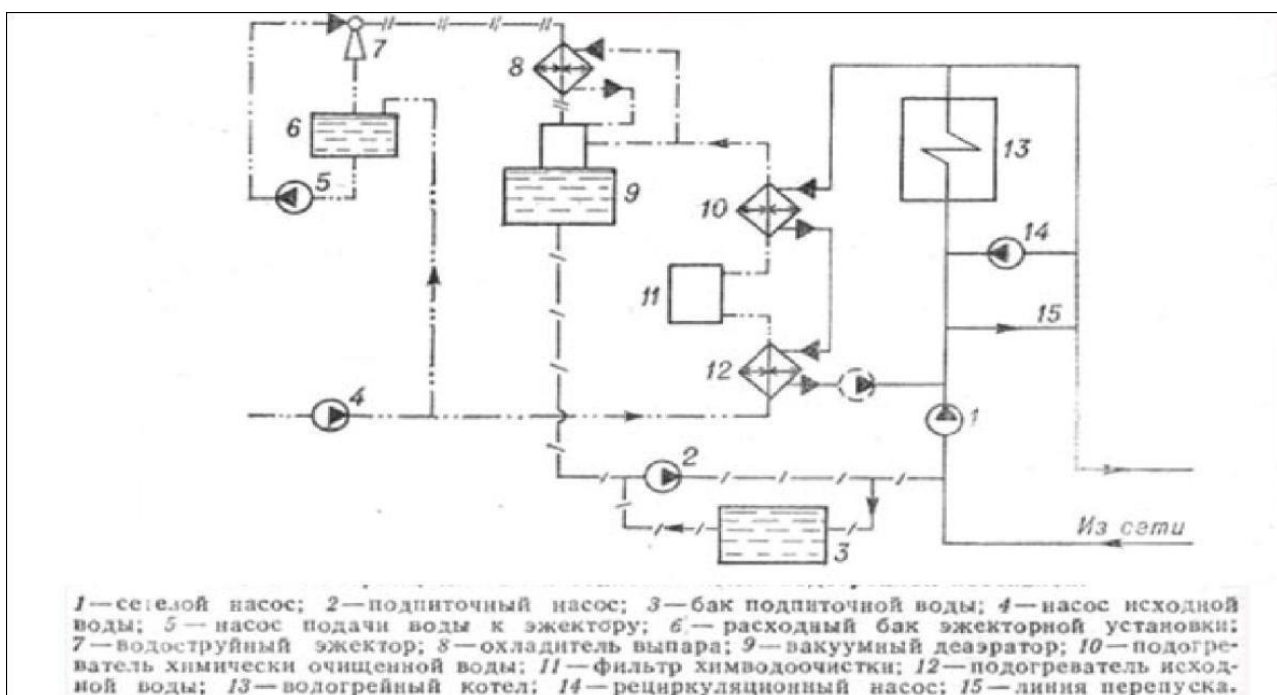 7
8
6
13
5
9
10
14
11
15
12
4
1
2
Из сети
3
1—сетевой насос; 2—подпиточный насос; 3—бак подпиточной воды; 4—насос исходной
воды; 5—насос подачи воды к эжектору; 6—расходный бак эжекторной установки;
7—водоструйный эжектор; 8—охладитель выпара; 9—вакуумный деаэратор; 10—подогре-
ватель химически очищенной воды; 11—фильтр химводоочистки; 12—подогреватель исход-
ной воды; 13—водогрейный котел; 14—рециркуляционный насос; 15—линия перепуска.